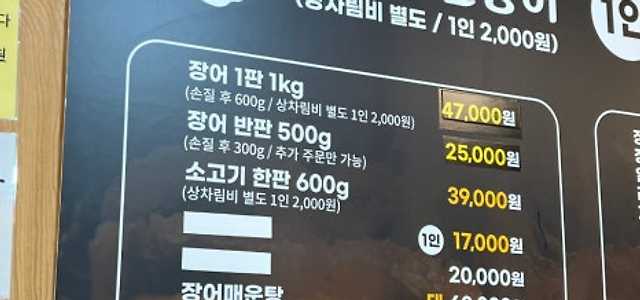 (상차림비 별도 / 1인 2,000원)
1인
장어 1판 1kg
(손질 후 600g / 상차림비 별도 1인 2,000원)
47,000원
장어 반판 500g
(손질 후 300g / 추가 주문만 가능)
25,000원
소고기 한판 600g
(상차림비 별도 1인 2,000원)
39,000원
1인 17,000원
20,000원
장어매운탕